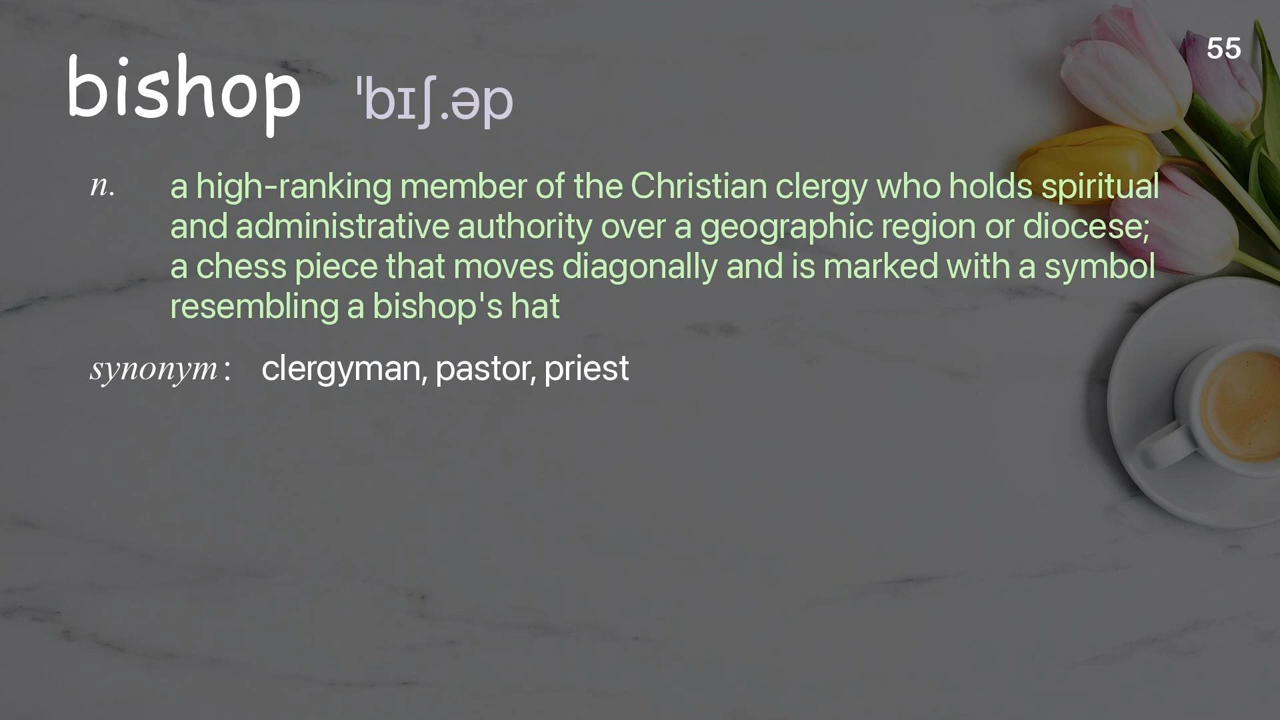 55
bishop ˈbɪʃ.əp
n. a high-ranking member of the Christian clergy who holds spiritual
and administrative authority over a geographic region or diocese;
a chess piece that moves diagonally and is marked with a symbol
resembling a bishop's hat
synonym: clergyman, pastor, priest